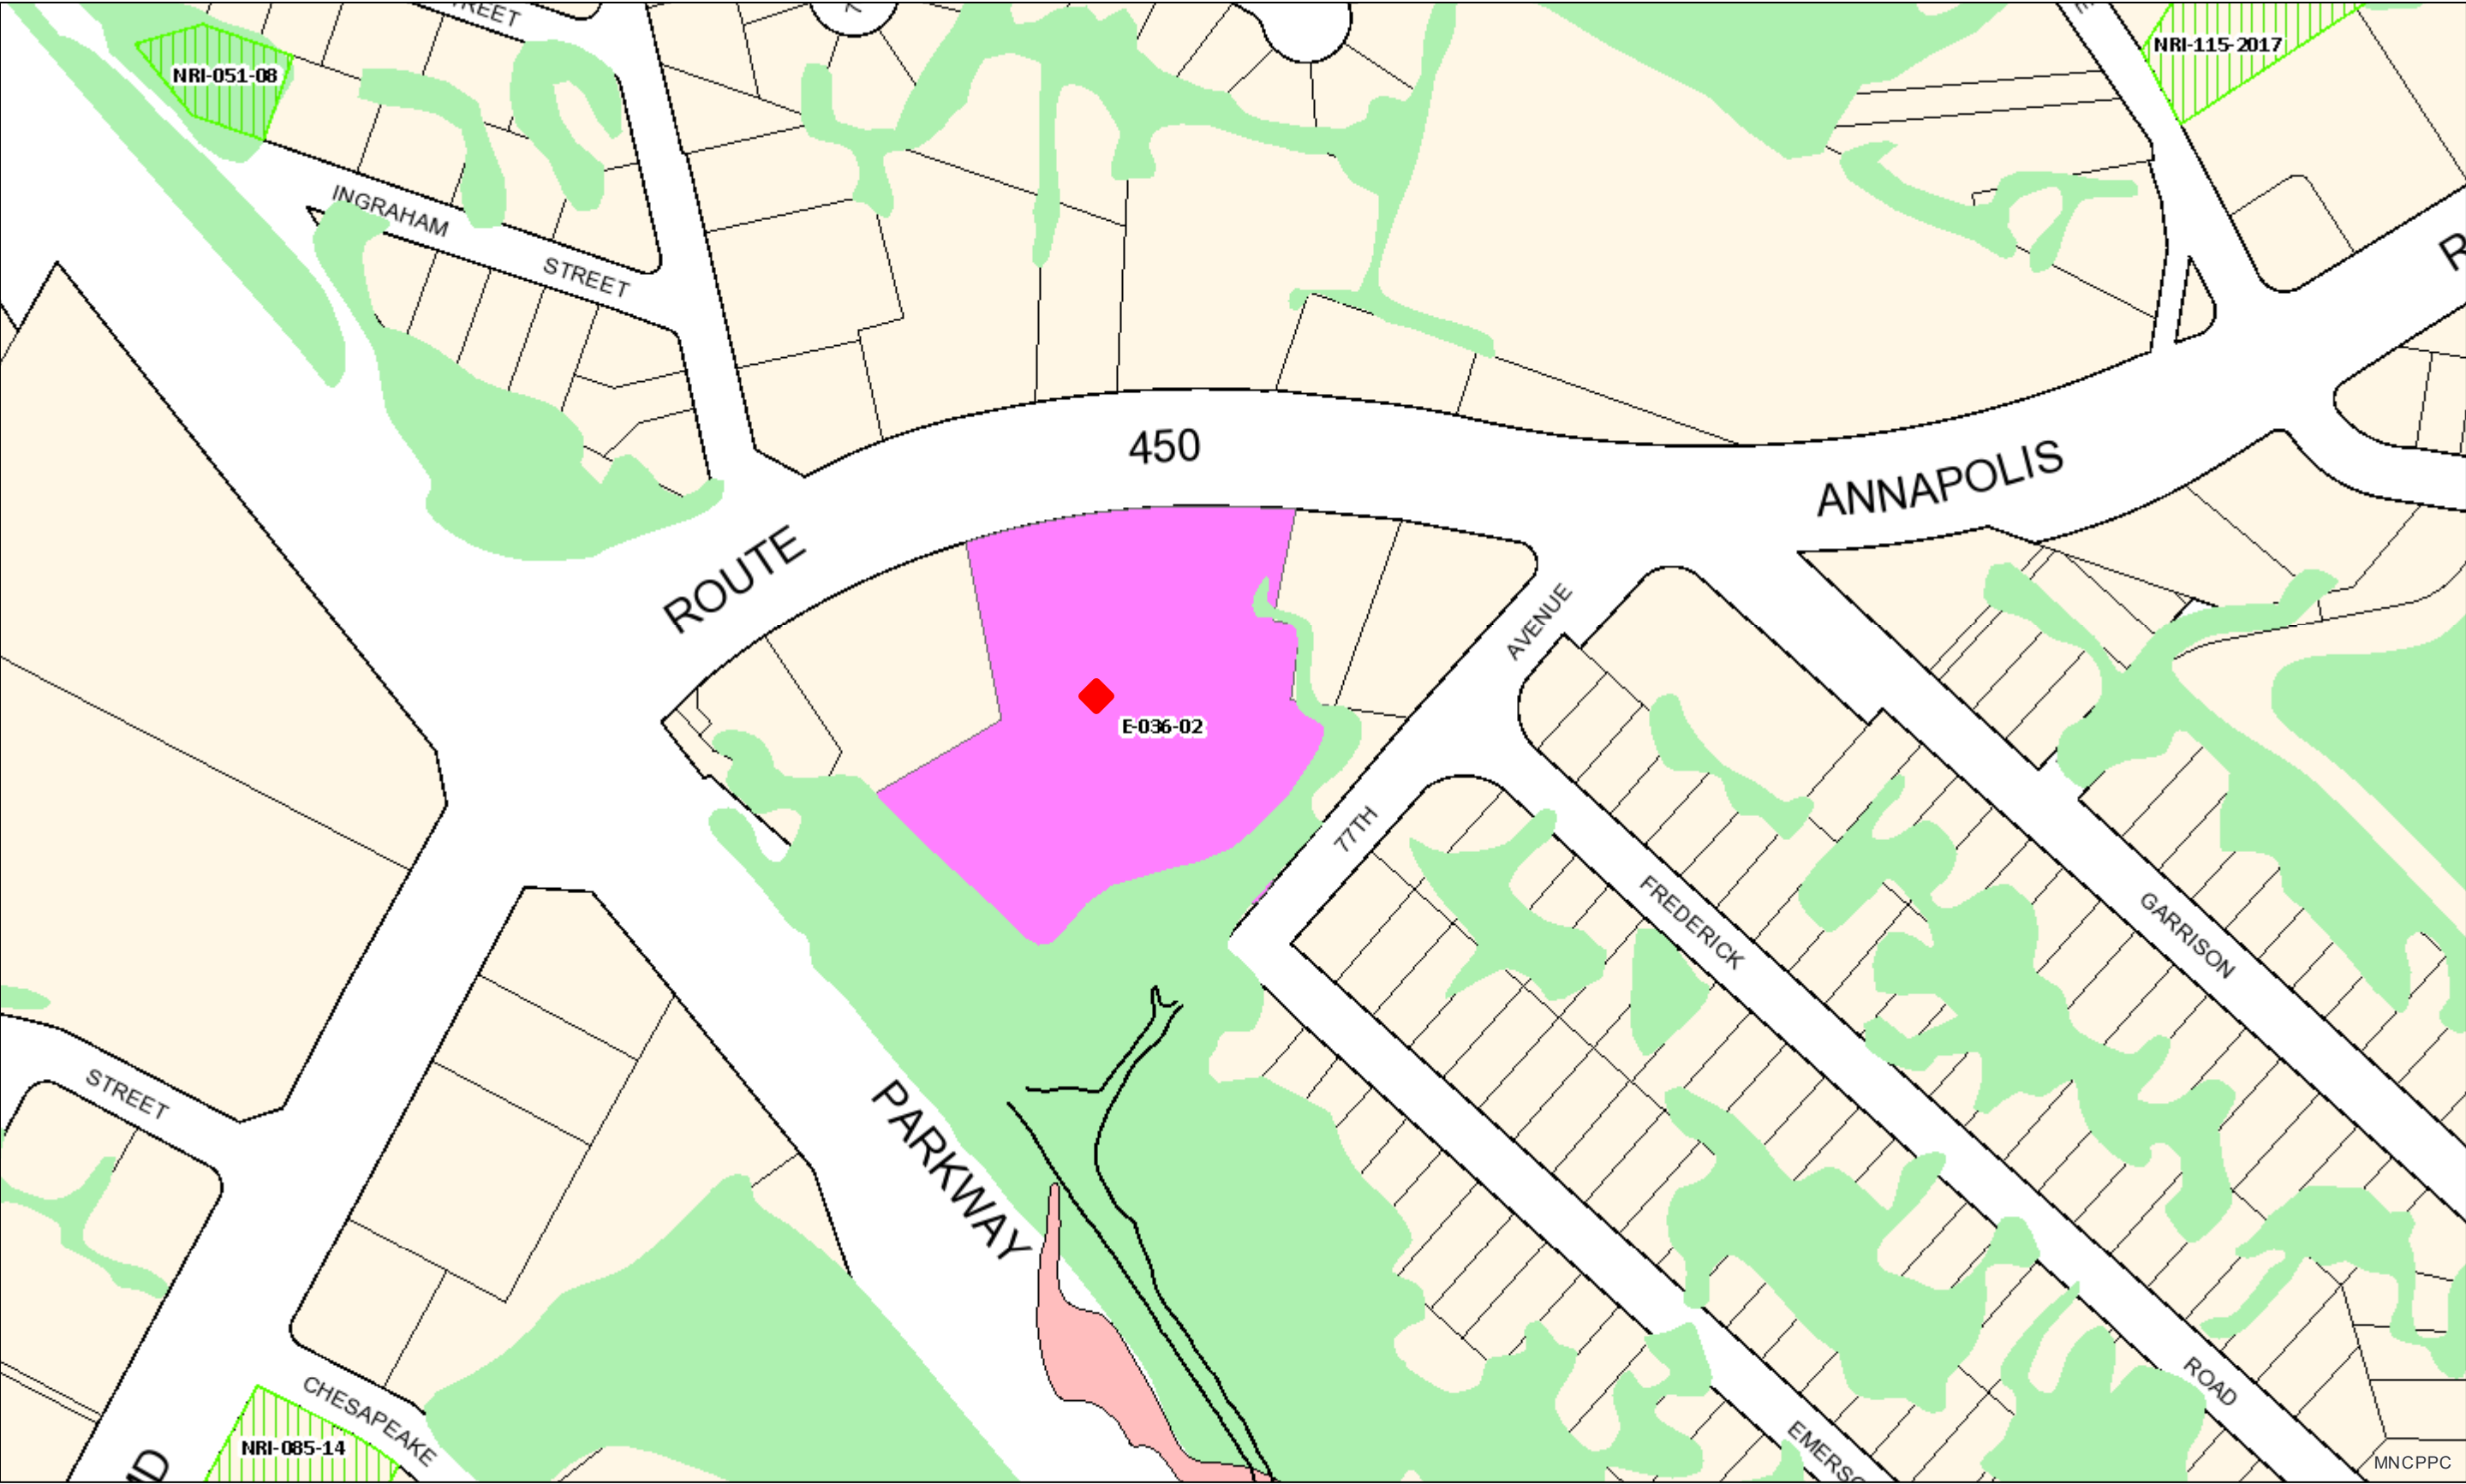 NRI-051-08
NRI-115-2017
INGRAHAM
STREET
450
ROUTE
ANNAPOLIS
AVENUE
E-036-02
77TH
FREDERICK
GARRISON
STREET
PARKWAY
CHESAPEAKE
NRI-085-14
ROAD
MNCPPC